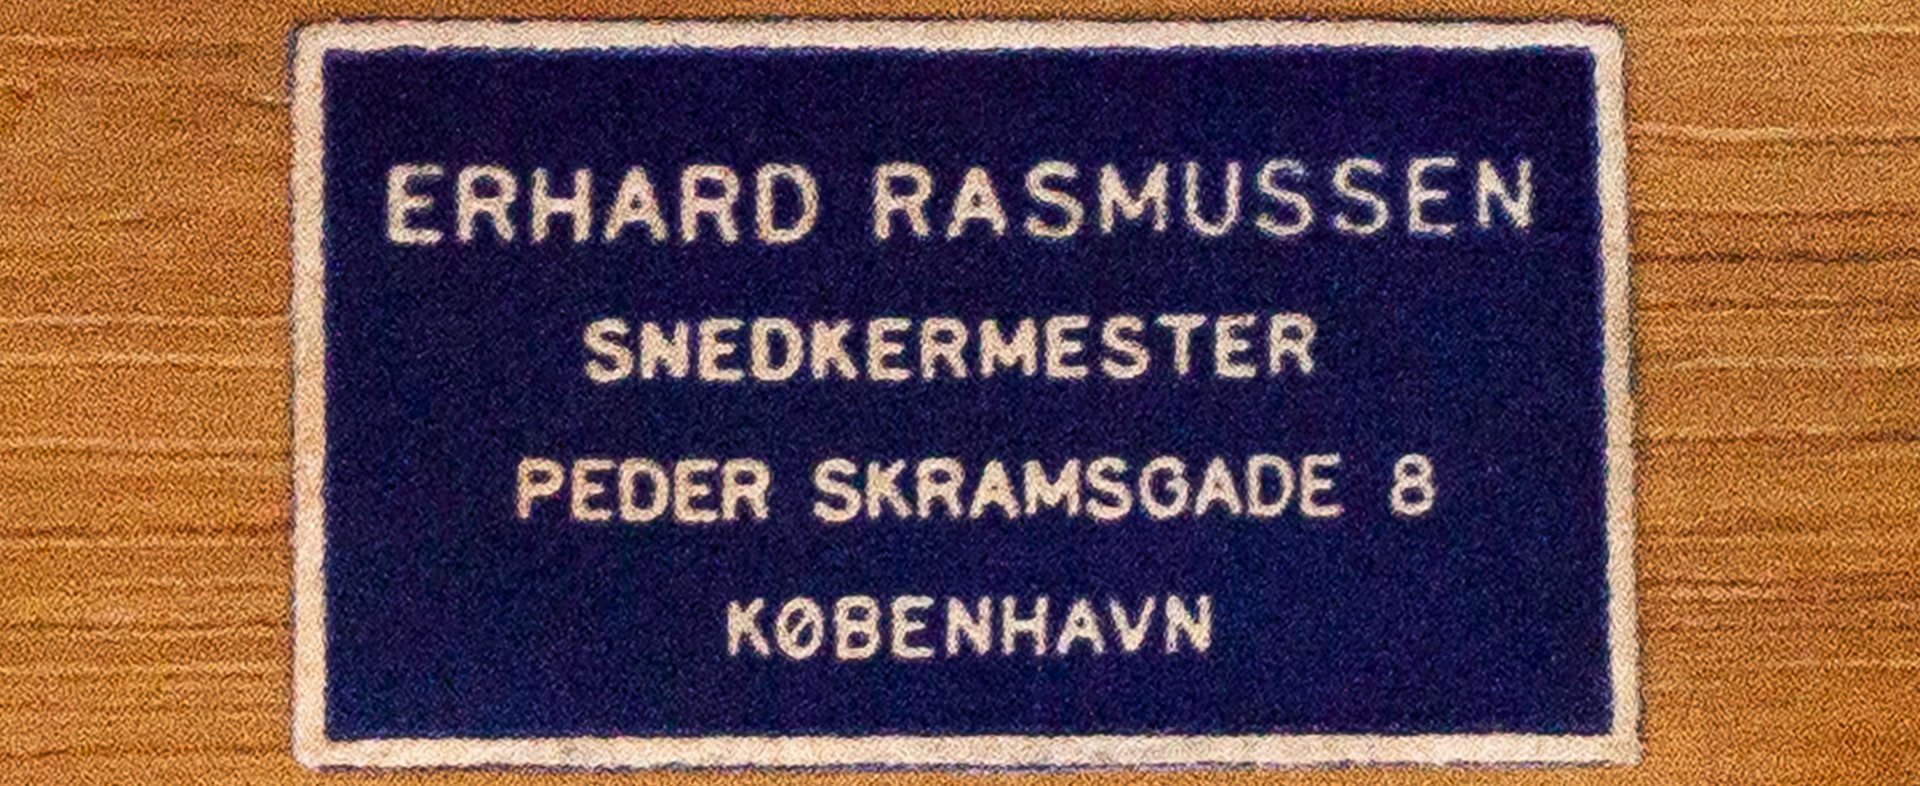 ERHARD RASMUSSEN
SNEDKERMESTER
PEDER SKRAMSGADE 8
KØBENHAVN